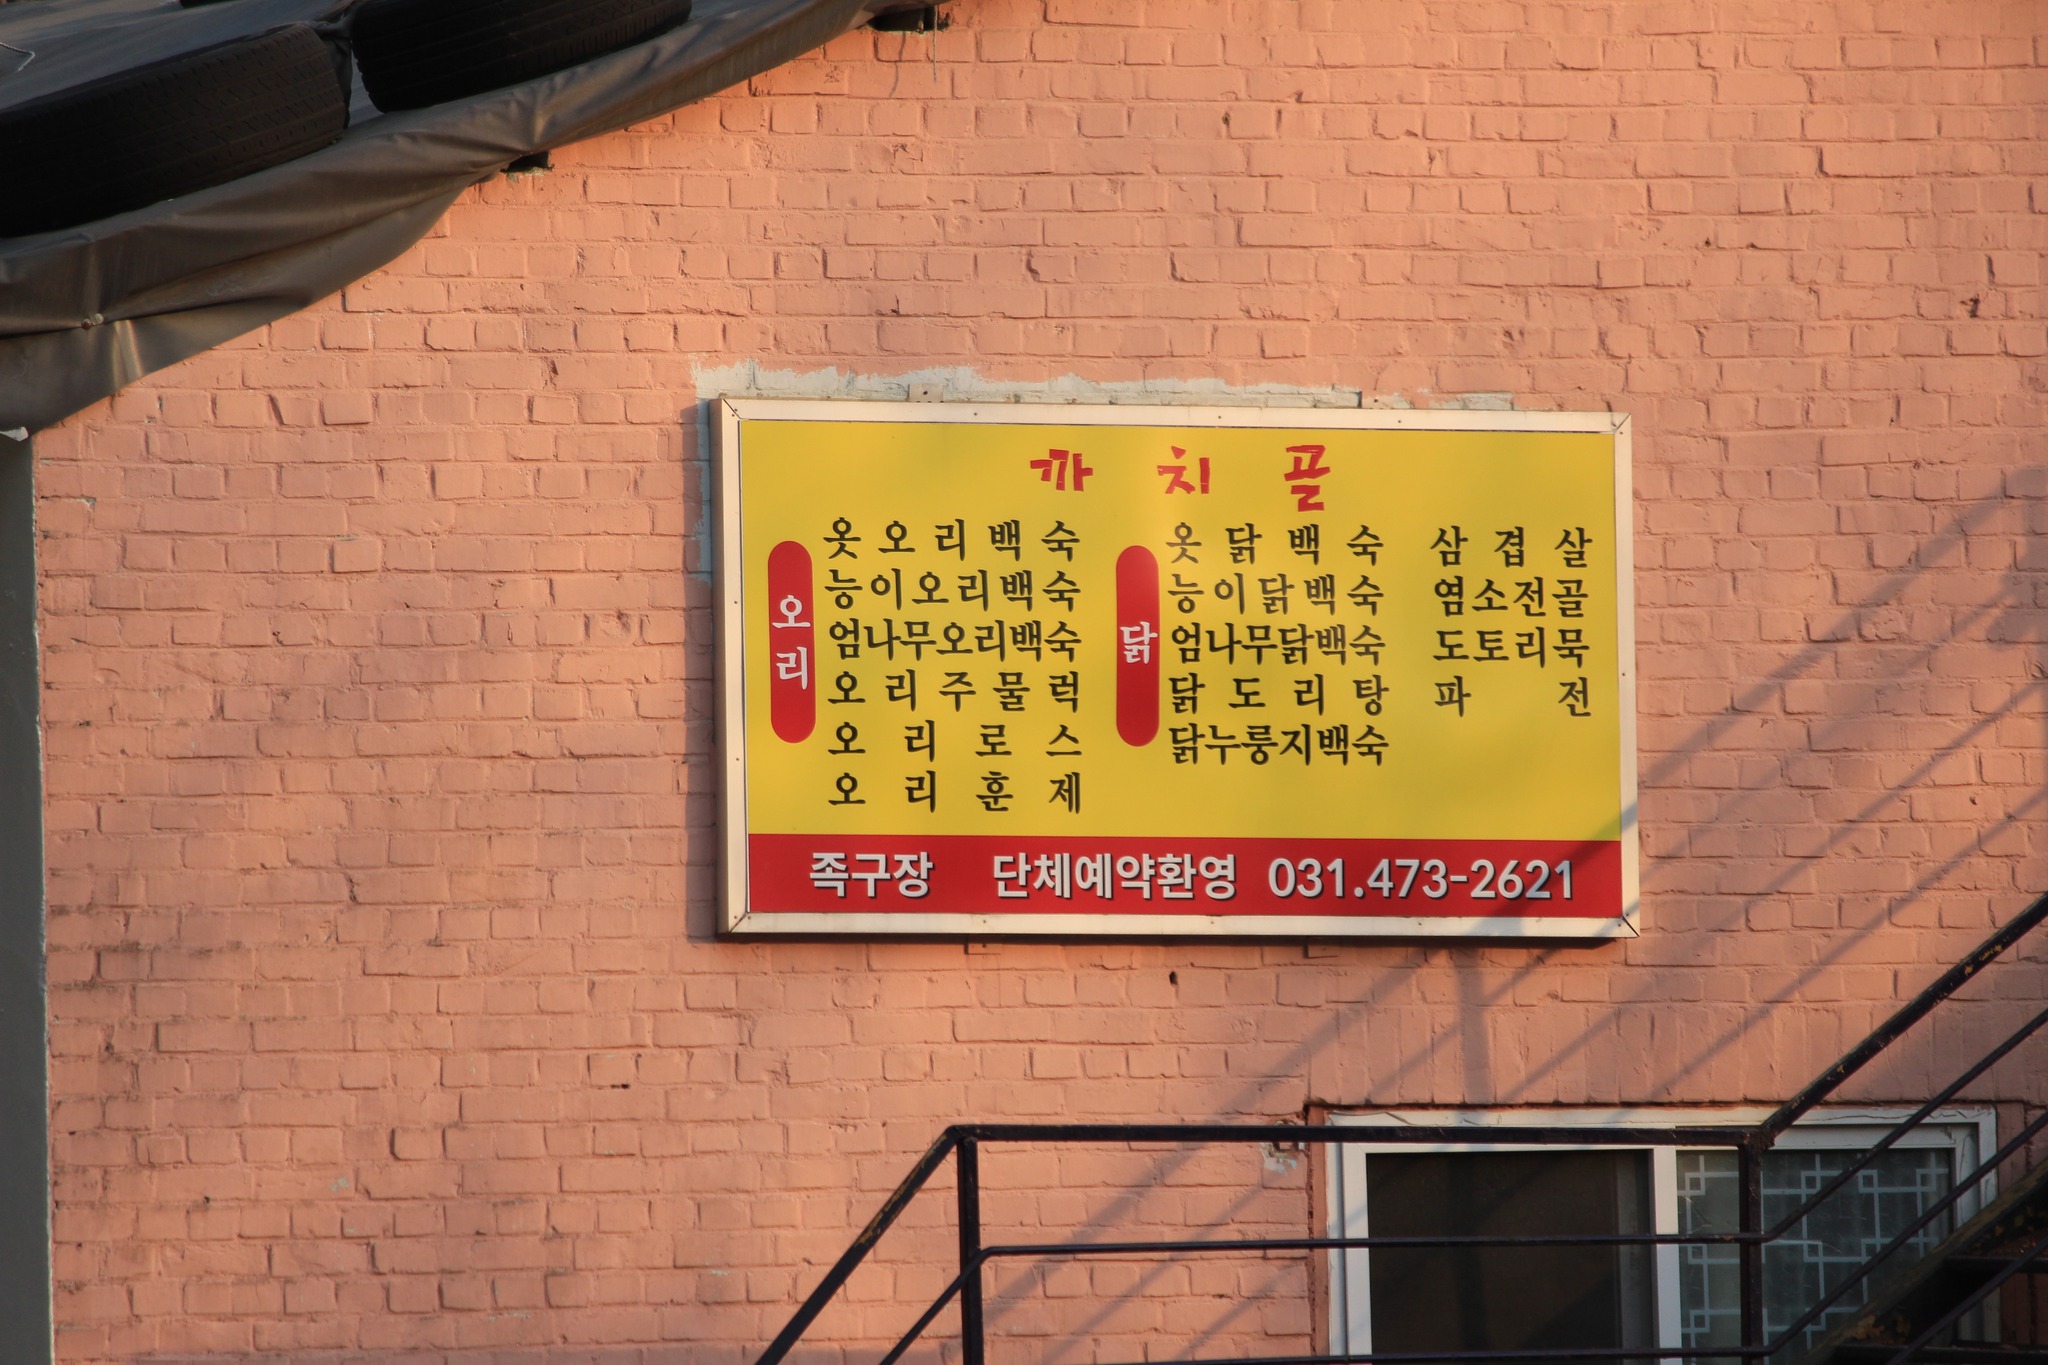 까치골
오리
옻오리백숙
능이오리백숙
엄나무오리백숙
오리주물럭
오리로스
오리훈제
닭
옻닭백숙
능이닭백숙
엄나무닭백숙
닭도리탕
닭누룽지백숙
삼겹살
염소전골
도토리묵
파전
족구장 단체예약환영 031.473-2621